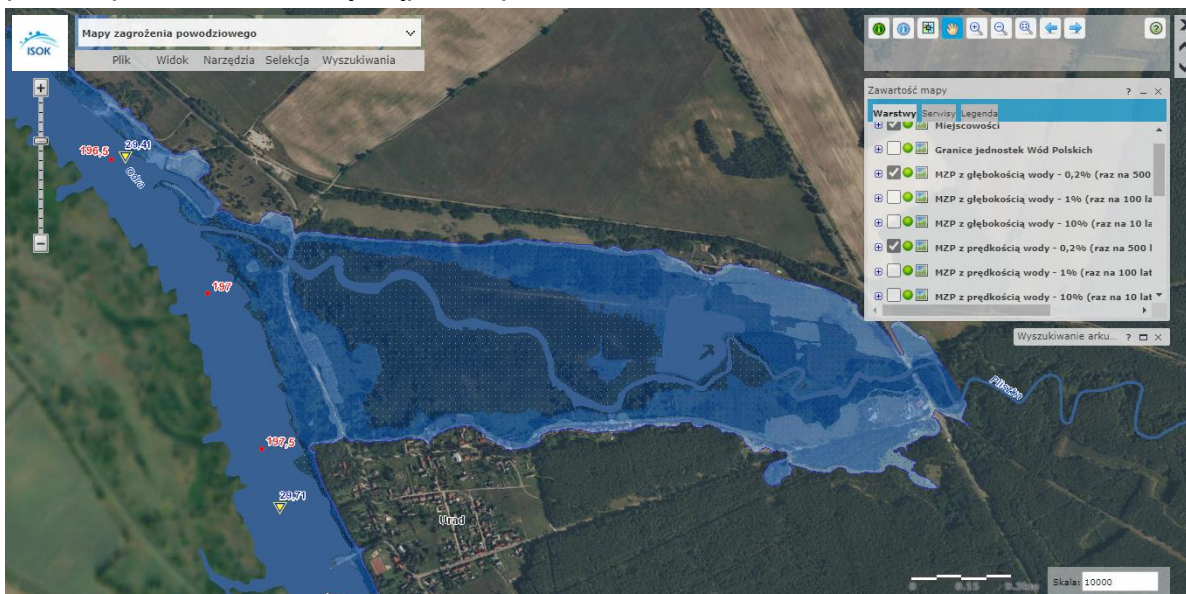 ISOK
Mapy zagrożenia powodziowego
Plik Widok Narzędzia Selekcja Wyszukiwania
Zawartość mapy ? _ ×
Warstwy Serwisy Legenda
Miejscowości
Granice jednostek Wód Polskich
MZP z głębokością wody - 0,2% (raz na 500
MZP z głębokością wody - 1% (raz na 100 la
MZP z głębokością wody - 10% (raz na 10 la
MZP z prędkością wody - 0,2% (raz na 500 l
MZP z prędkością wody - 1% (raz na 100 lat
MZP z prędkością wody - 10% (raz na 10 lat
Wyszukiwanie arku... ?
196,5
29,41
Odra
197
Pliszka
197,5
29,71
Urad
Skala: 10000